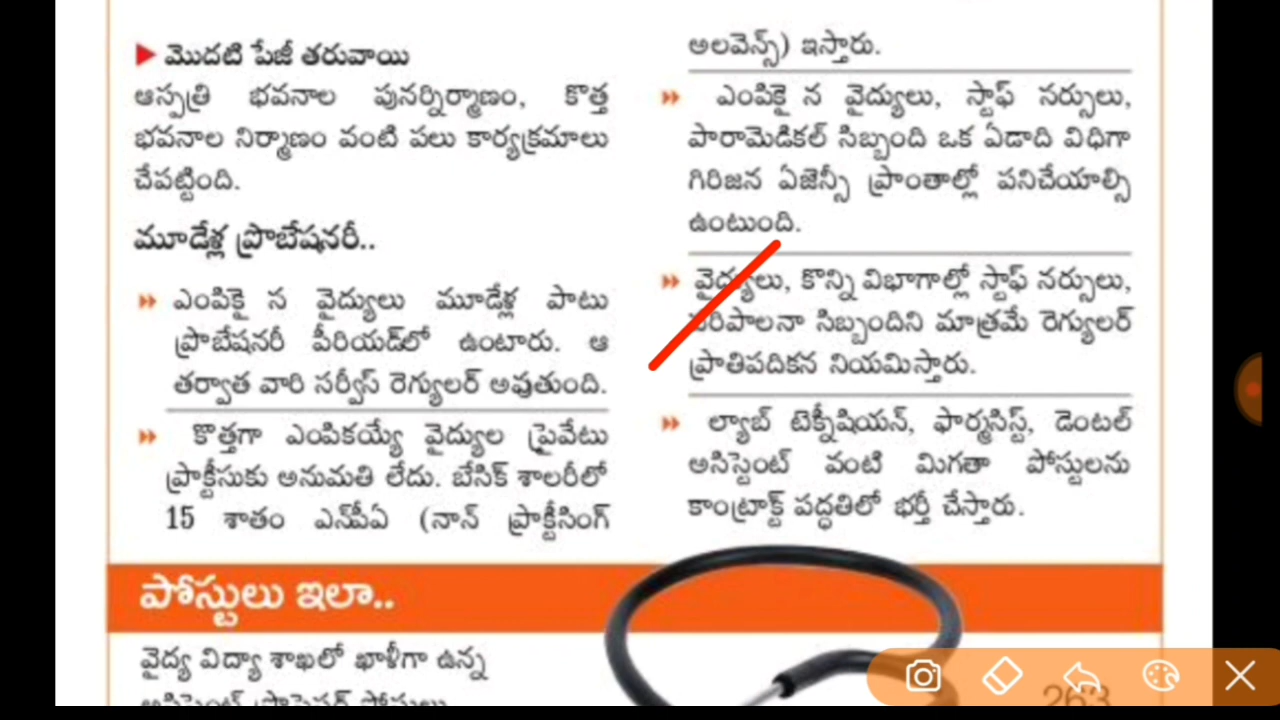 మొదటి పేజీ తరువాయి
ఆస్పత్రి భవనాల పునర్నిర్మాణం, కొత్త
భవనాల నిర్మాణం వంటి పలు కార్యక్రమాలు
చేపట్టింది.
మూడేళ్ల ప్రొబేషనరీ..
ఎంపికై న వైద్యులు మూడేళ్ల పాటు
ప్రొబేషనరీ పీరియడ్‌లో ఉంటారు. ఆ
తర్వాత వారి సర్వీస్ రెగ్యులర్ అవుతుంది.
కొత్తగా ఎంపికయ్యే వైద్యుల ప్రైవేటు
ప్రాక్టీసుకు అనుమతి లేదు. బేసిక్ శాలరీలో
15 శాతం ఎన్‌పీఏ (నాన్ ప్రాక్టీసింగ్
అలవెన్స్) ఇస్తారు.
ఎంపికై న వైద్యులు, స్టాఫ్ నర్సులు,
పారామెడికల్ సిబ్బంది ఒక ఏడాది విధిగా
గిరిజన ఏజెన్సీ ప్రాంతాల్లో పనిచేయాల్సి
ఉంటుంది.
వైద్యులు, కొన్ని విభాగాల్లో స్టాఫ్ నర్సులు,
పరిపాలనా సిబ్బందిని మాత్రమే రెగ్యులర్
ప్రాతిపదికన నియమిస్తారు.
ల్యాబ్ టెక్నీషియన్, ఫార్మసిస్ట్, డెంటల్
అసిస్టెంట్ వంటి మిగతా పోస్టులను
కాంట్రాక్ట్ పద్ధతిలో భర్తీ చేస్తారు.
పోస్టులు ఇలా..
వైద్య విద్యా శాఖలో ఖాళీగా ఉన్న